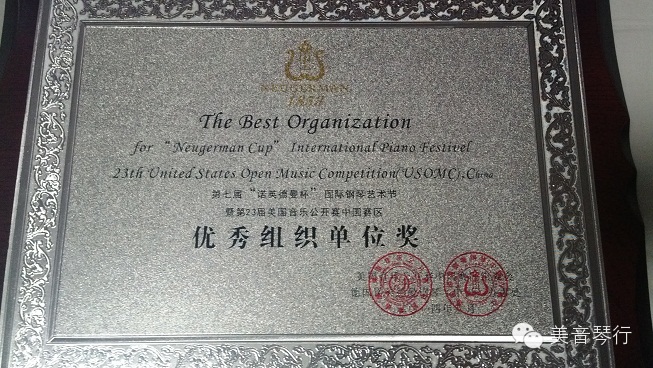 NEUGERMAN
1873
The Best Organization
for "Neugerman Cup" International Piano Festivel
23th United States Open Music Competition(USOMC),China
第七届"诺英德曼杯"国际钢琴艺术节
暨第23届美国音乐公开赛中国赛区
优秀组织单位奖
美音琴行